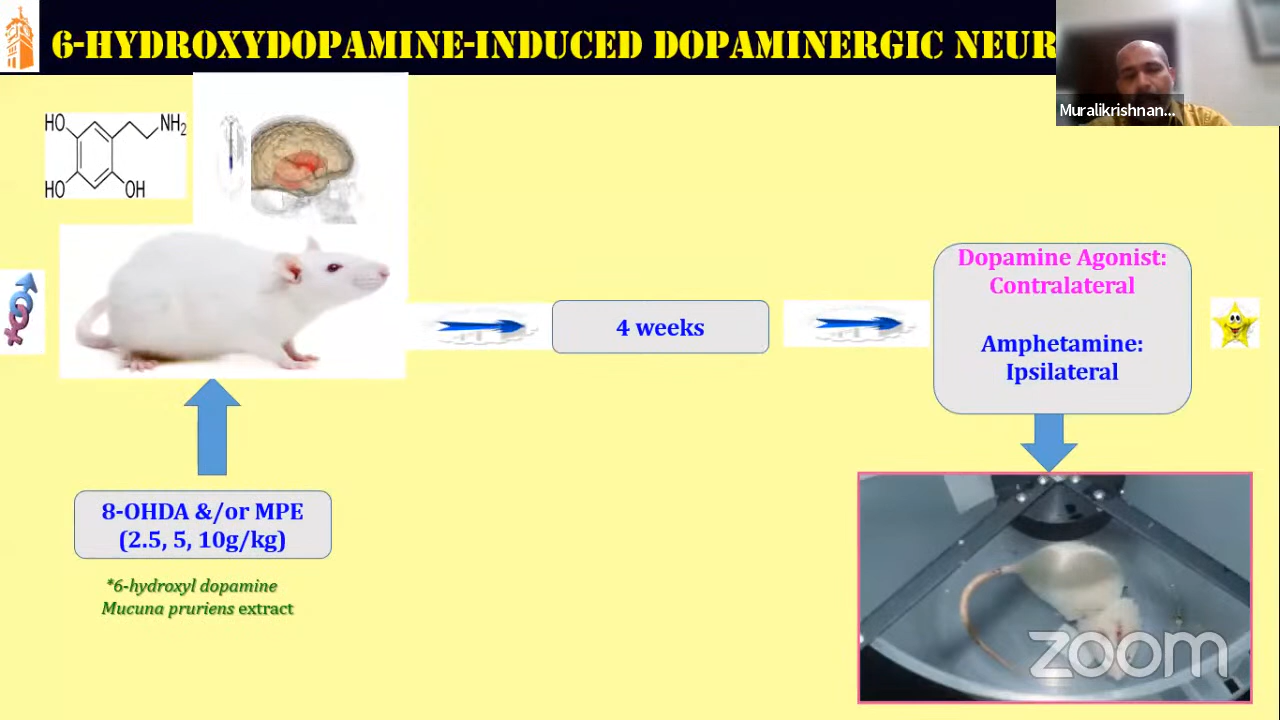 6-HYDROXYDOPAMINE-INDUCED DOPAMINERGIC NEUR
Muralikrishnan...
HO
NH2
HO
OH
4 weeks
Dopamine Agonist:
Contralateral
Amphetamine:
Ipsilateral
8-OHDA &/or MPE
(2.5, 5, 10g/kg)
*6-hydroxyl dopamine
Mucuna pruriens extract
zoom